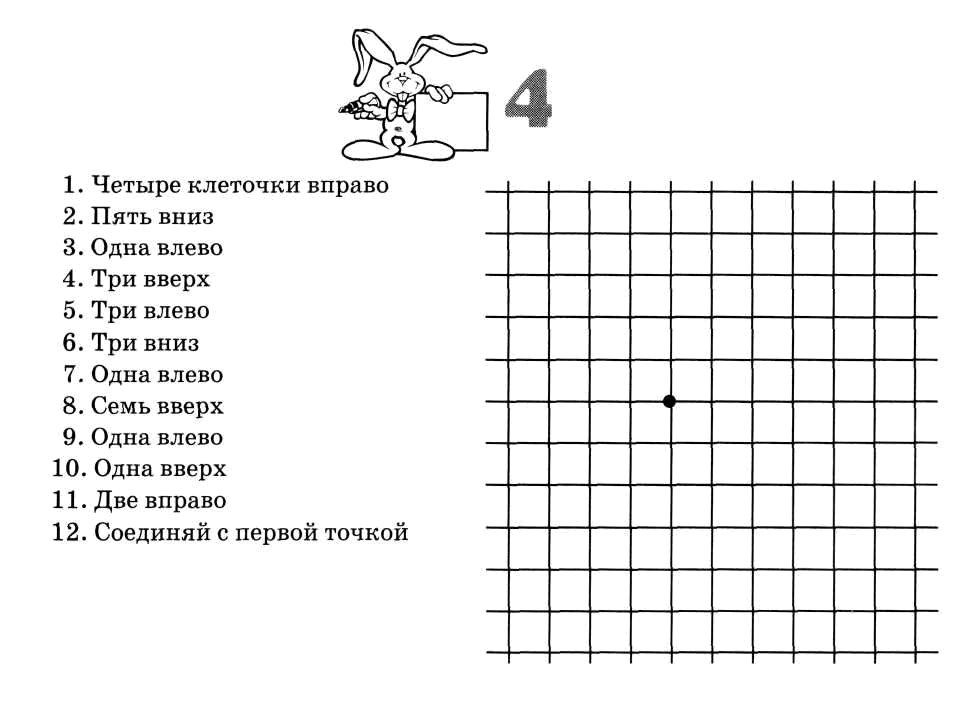 4
1. Четыре клеточки вправо
2. Пять вниз
3. Одна влево
4. Три вверх
5. Три влево
6. Три вниз
7. Одна влево
8. Семь вверх
9. Одна влево
10. Одна вверх
11. Две вправо
12. Соединяй с первой точкой